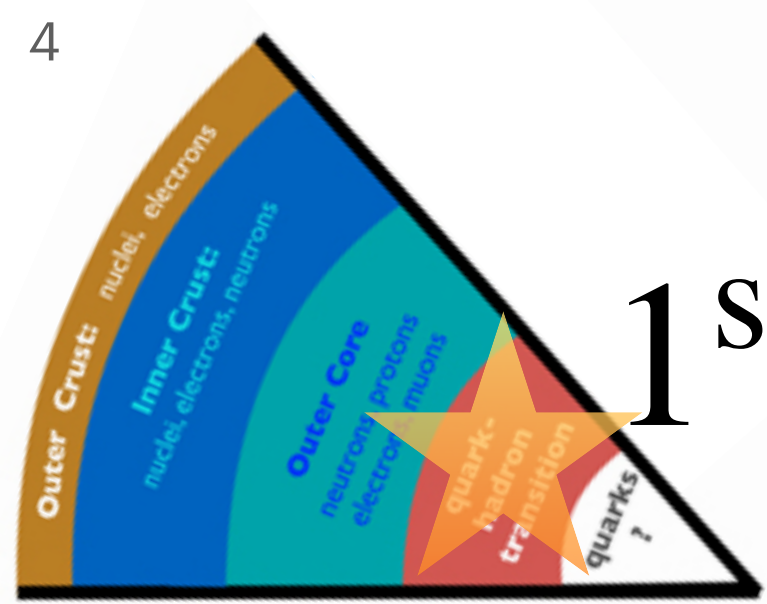 4
Outer Crust: nuclei, electrons
Inner Crust:
nuclei, electrons, neutrons
Outer Core
neutrons, protons
electrons, muons
quark-
hadron
transition
quarks
?
1s